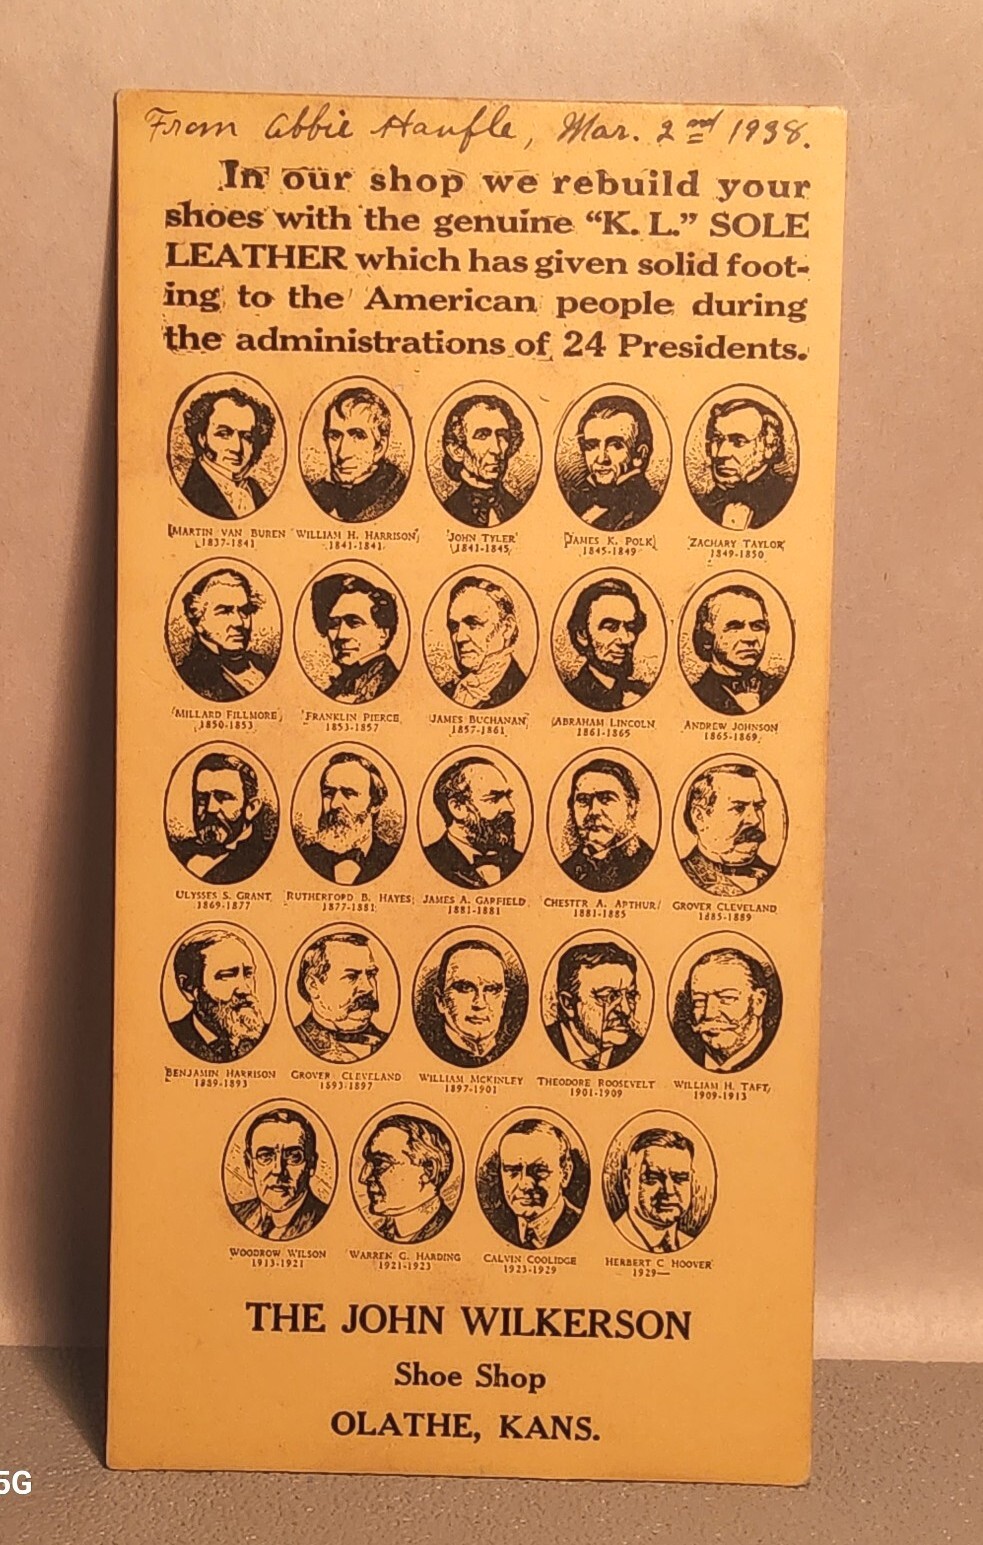 From Abbie Haufle, Mar. 2nd 1938.
In our shop we rebuild your
shoes with the genuine “K. L.” SOLE
LEATHER which has given solid foot-
ing to the American people during
the administrations of 24 Presidents.
MARTIN VAN BUREN WILLIAM H. HARRISON JOHN TYLER JAMES K. POLK ZACHARY TAYLOR
1837-1841 1841-1841 1841-1845 1845-1849 1849-1850
MILLARD FILLMORE FRANKLIN PIERCE JAMES BUCHANAN ABRAHAM LINCOLN ANDREW JOHNSON
1850-1853 1853-1857 1857-1861 1861-1865 1865-1869
ULYSSES S. GRANT RUTHERFORD B. HAYES JAMES A. GARFIELD CHESTER A. ARTHUR GROVER CLEVELAND
1869-1877 1877-1881 1881-1881 1881-1885 1885-1889
BENJAMIN HARRISON GROVER CLEVELAND WILLIAM MCKINLEY THEODORE ROOSEVELT WILLIAM H. TAFT
1889-1893 1893-1897 1897-1901 1901-1909 1909-1913
WOODROW WILSON WARREN G. HARDING CALVIN COOLIDGE HERBERT C HOOVER
1913-1921 1921-1923 1923-1929 1929—
THE JOHN WILKERSON
Shoe Shop
OLATHE, KANS.
5G